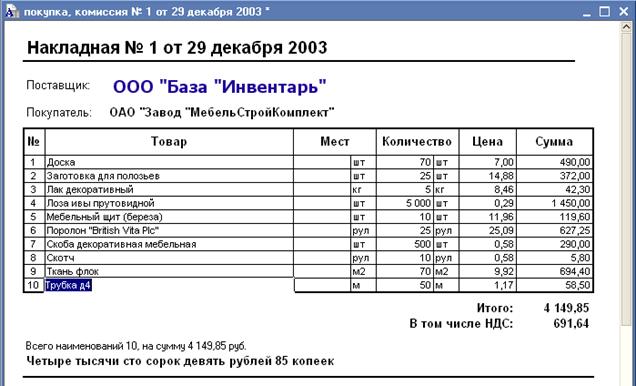 покупка, комиссия № 1 от 29 декабря 2003 *
Накладная № 1 от 29 декабря 2003
Поставщик: ООО "База "Инвентарь"
Покупатель: ОАО "Завод "МебельСтройКомплект"
№ Товар Мест Количество Цена Сумма
1 Доска шт 70 шт 7,00 490,00
2 Заготовка для полозьев шт 25 шт 14,88 372,00
3 Лак декоративный кг 5 кг 8,46 42,30
4 Лоза ивы прутовидной шт 5 000 шт 0,29 1 450,00
5 Мебельный щит (береза) шт 10 шт 11,96 119,60
6 Поролон "British Vita Plc" рул 25 рул 25,09 627,25
7 Скоба декоративная мебельная шт 500 шт 0,58 290,00
8 Скотч рул 10 рул 0,58 5,80
9 Ткань флок м2 70 м2 9,92 694,40
10 Трубка д4 м 50 м 1,17 58,50
Итого: 4 149,85
В том числе НДС: 691,64
Всего наименований 10, на сумму 4 149,85 руб.
Четыре тысячи сто сорок девять рублей 85 копеек